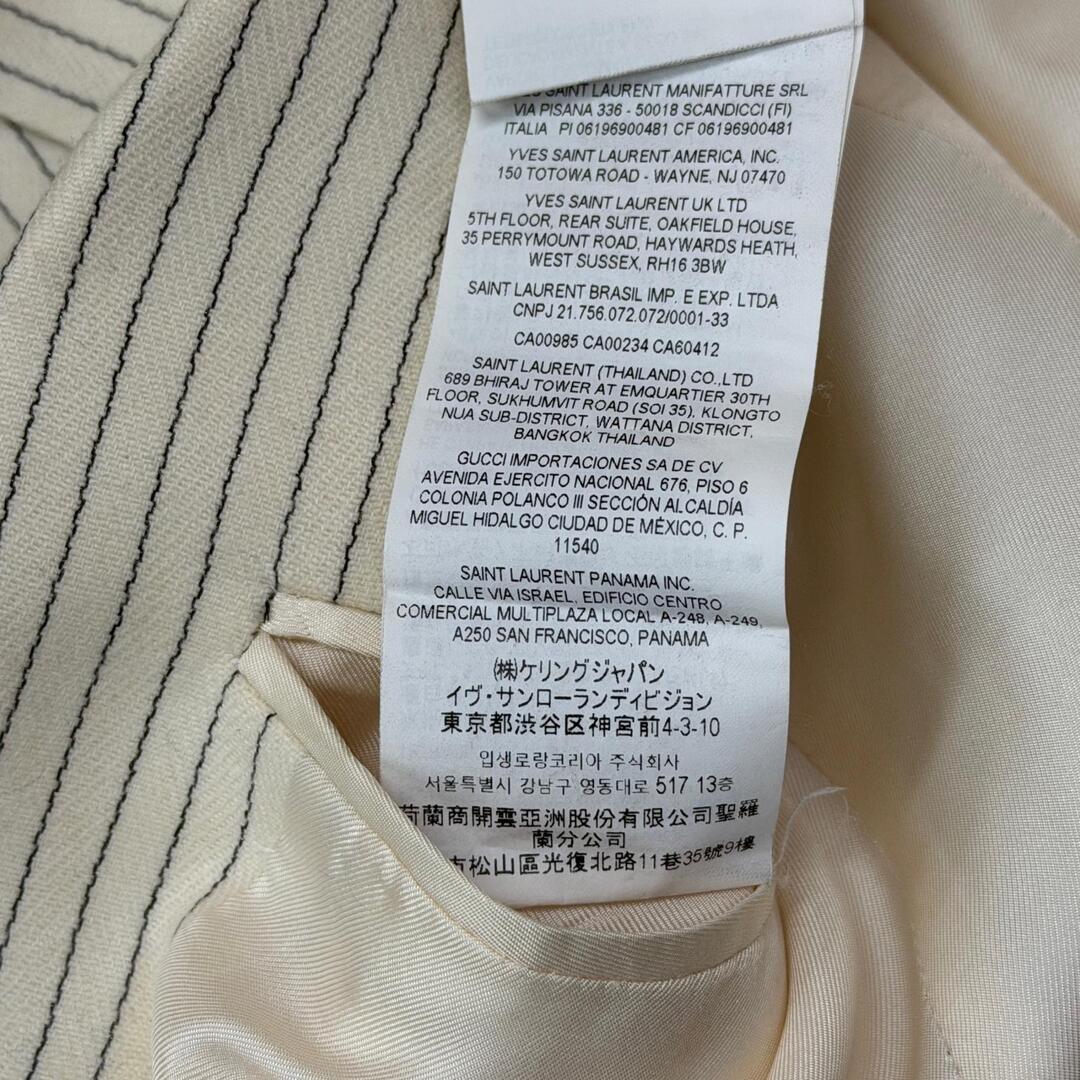 SAINT LAURENT MANIFATTURE SRL
VIA PISANA 336 - 50018 SCANDICCI (FI)
ITALIA PI 06196900481 CF 06196900481
YVES SAINT LAURENT AMERICA, INC.
150 TOTOWA ROAD - WAYNE, NJ 07470
YVES SAINT LAURENT UK LTD
5TH FLOOR, REAR SUITE, OAKFIELD HOUSE,
35 PERRYMOUNT ROAD, HAYWARDS HEATH,
WEST SUSSEX, RH16 3BW
SAINT LAURENT BRASIL IMP. E EXP. LTDA
CNPJ 21.756.072.072/0001-33
CA00985 CA00234 CA60412
SAINT LAURENT (THAILAND) CO.,LTD
689 BHIRAJ TOWER AT EMQUARTIER 30TH
FLOOR, SUKHUMVIT ROAD (SOI 35), KLONGTO
NUA SUB-DISTRICT, WATTANA DISTRICT,
BANGKOK THAILAND
GUCCI IMPORTACIONES SA DE CV
AVENIDA EJERCITO NACIONAL 676, PISO 6
COLONIA POLANCO III SECCIÓN ALCALDÍA
MIGUEL HIDALGO CIUDAD DE MÉXICO, C. P.
11540
SAINT LAURENT PANAMA INC.
CALLE VIA ISRAEL, EDIFICIO CENTRO
COMERCIAL MULTIPLAZA LOCAL A-248, A-249,
A250 SAN FRANCISCO, PANAMA
(株)ケリングジャパン
イヴ・サンローランディビジョン
東京都渋谷区神宮前4-3-10
입생로랑코리아 주식회사
서울특별시 강남구 영동대로 517 13층
荷蘭商開雲亞洲股份有限公司聖羅
蘭分公司
市松山區光復北路11巷35號9樓